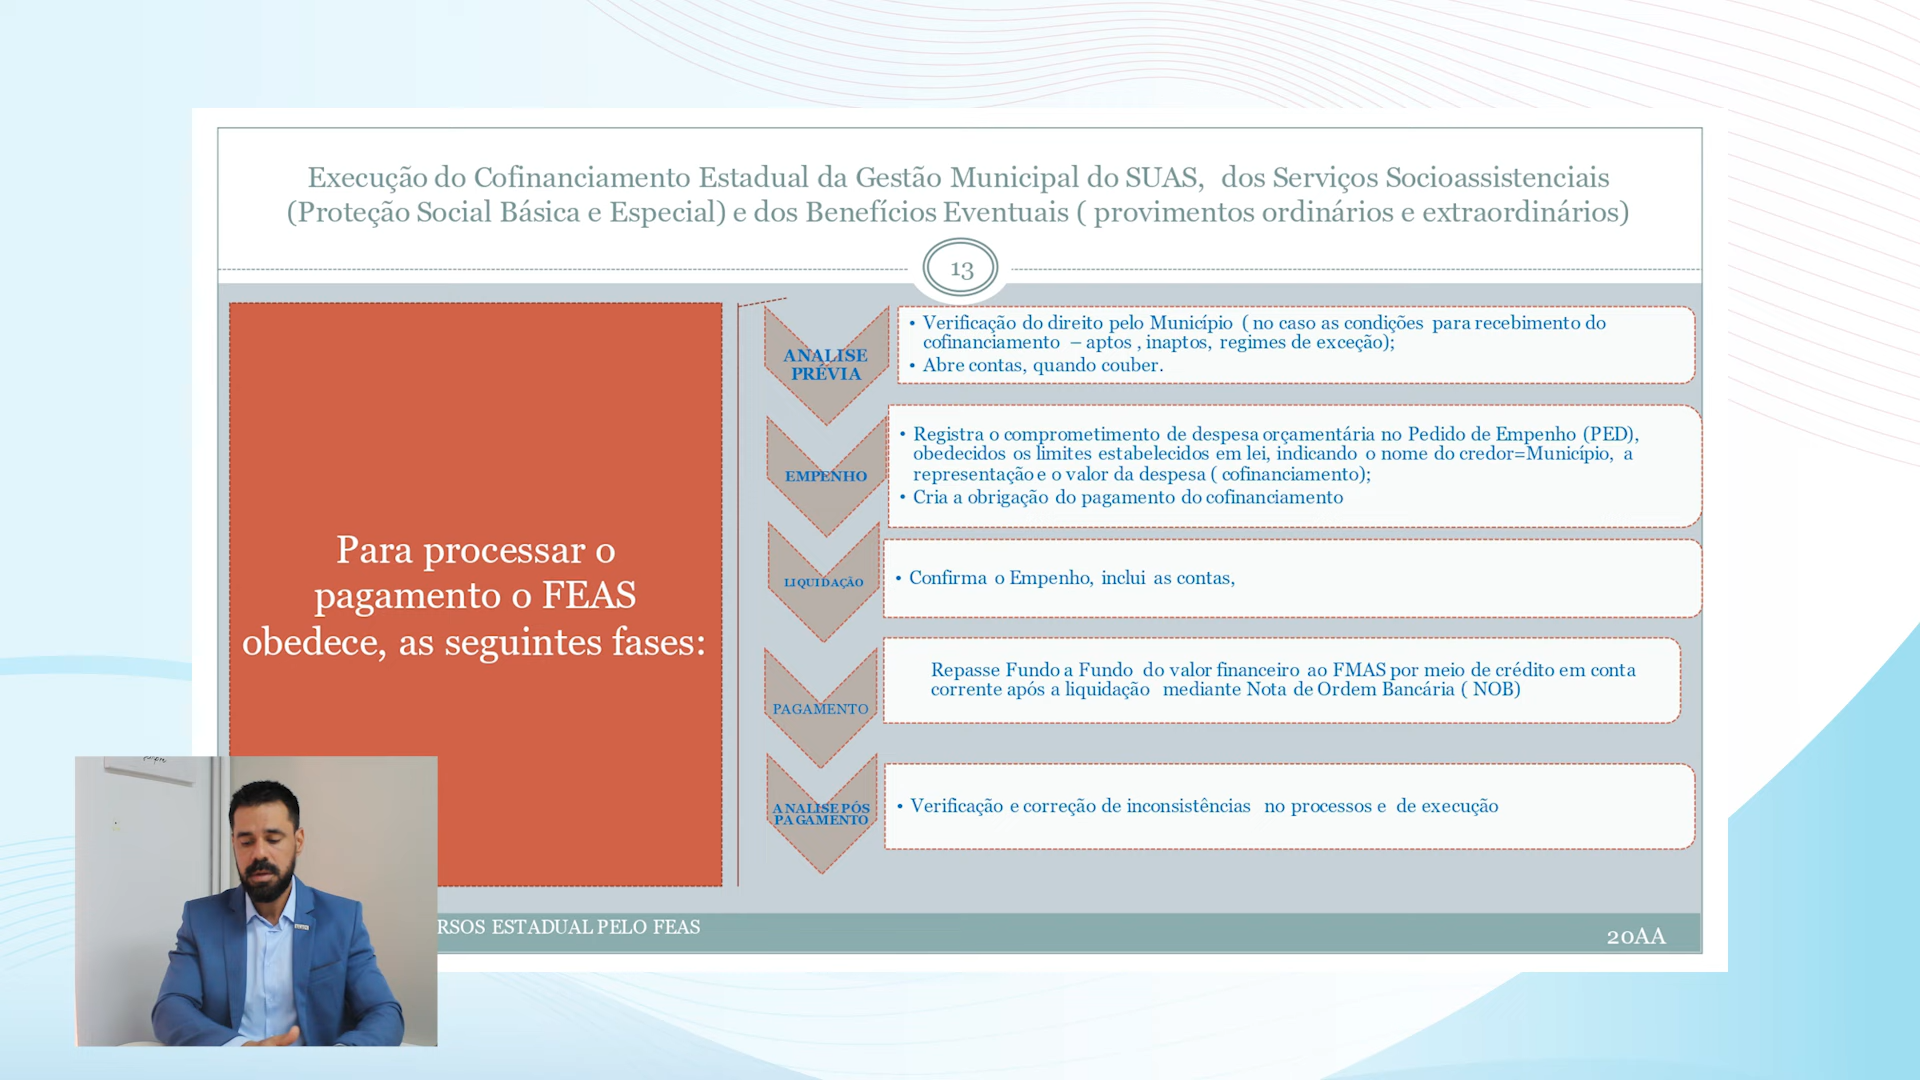 Execução do Cofinanciamento Estadual da Gestão Municipal do SUAS, dos Serviços Socioassistenciais
(Proteção Social Básica e Especial) e dos Benefícios Eventuais ( provimentos ordinários e extraordinários)
13
Para processar o
pagamento o FEAS
obedece, as seguintes fases:
ANALISE
PRÉVIA
• Verificação do direito pelo Município ( no caso as condições para recebimento do
cofinanciamento – aptos , inaptos, regimes de exceção);
• Abre contas, quando couber.
EMPENHO
• Registra o comprometimento de despesa orçamentária no Pedido de Empenho (PED),
obedecidos os limites estabelecidos em lei, indicando o nome do credor=Município, a
representação e o valor da despesa ( cofinanciamento);
• Cria a obrigação do pagamento do cofinanciamento
LIQUIDAÇÃO
• Confirma o Empenho, inclui as contas,
PAGAMENTO
Repasse Fundo a Fundo do valor financeiro ao FMAS por meio de crédito em conta
corrente após a liquidação mediante Nota de Ordem Bancária ( NOB)
ANALISE PÓS
PAGAMENTO
• Verificação e correção de inconsistências no processos e de execução
RSOS ESTADUAL PELO FEAS
20AA